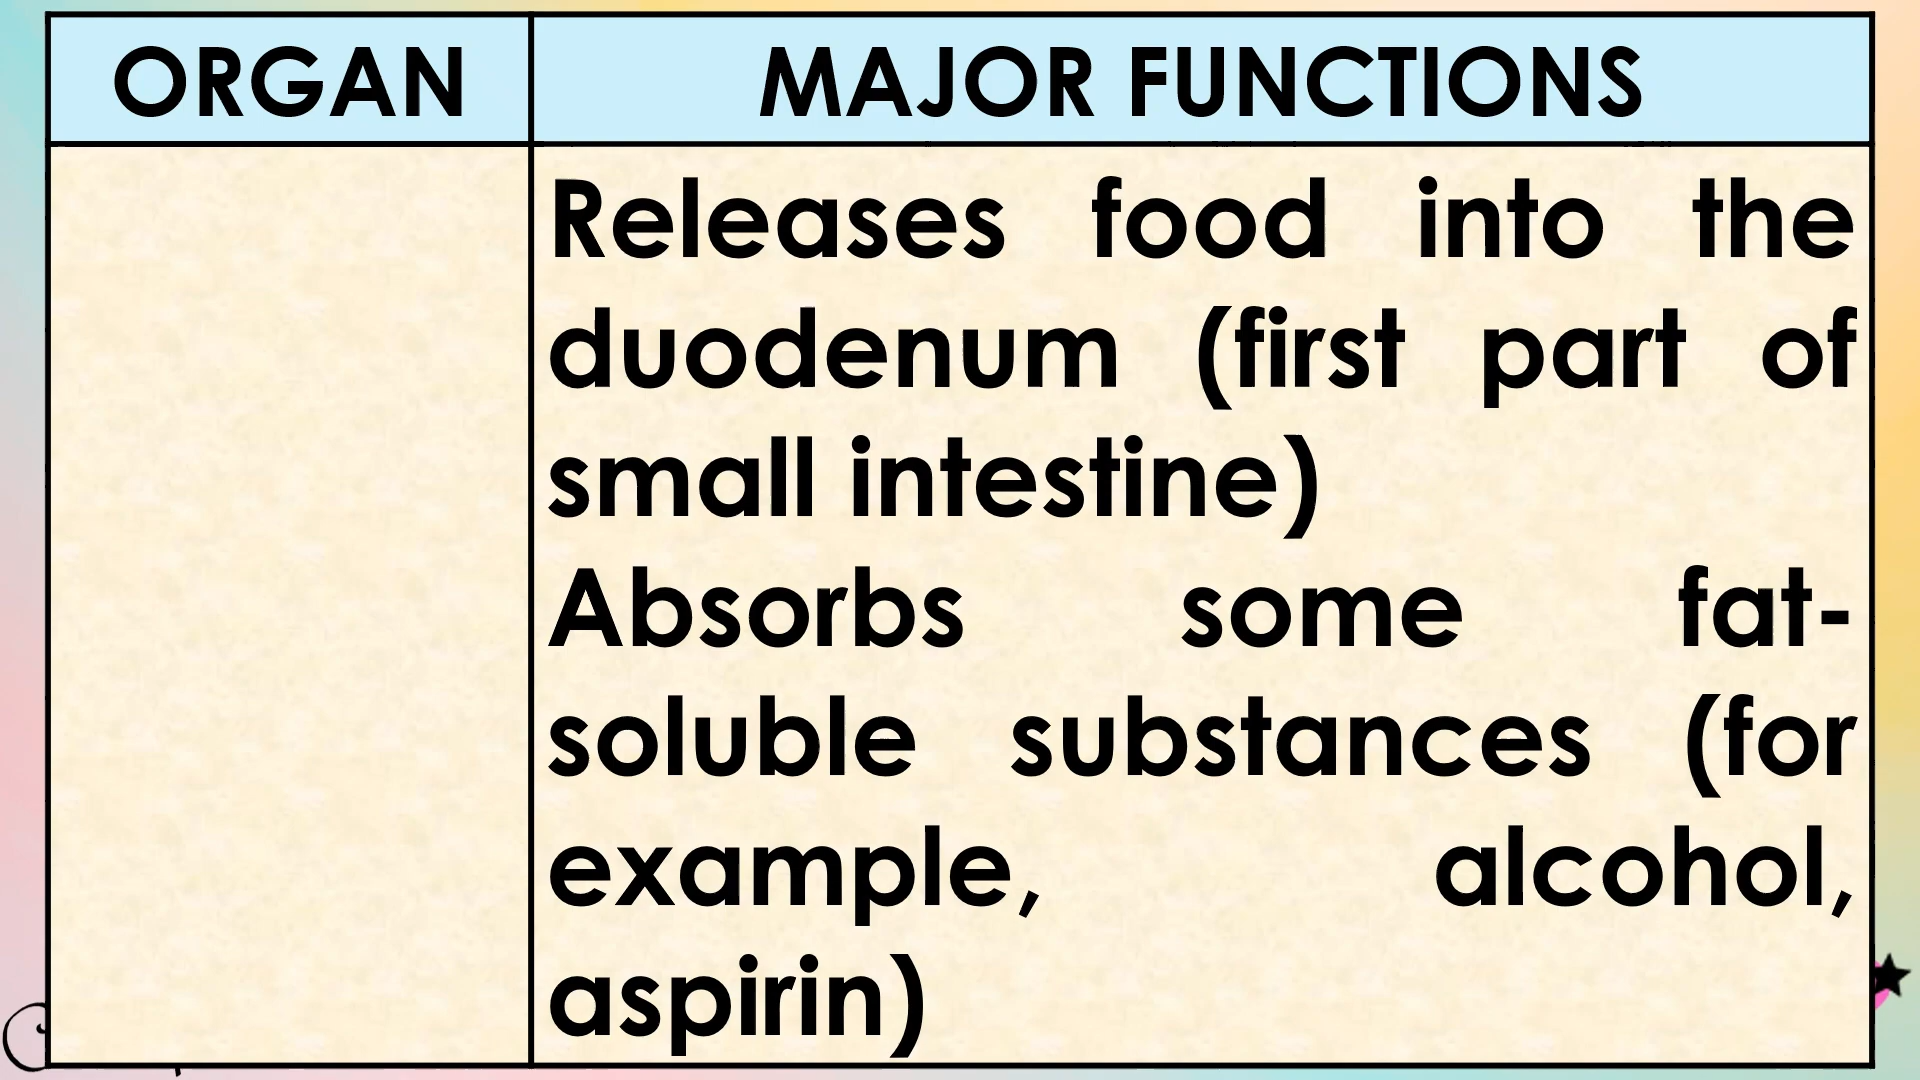 ORGAN
MAJOR FUNCTIONS
Releases food into the
duodenum (first part of
small intestine)
Absorbs some fat-
soluble substances (for
example, alcohol,
aspirin)